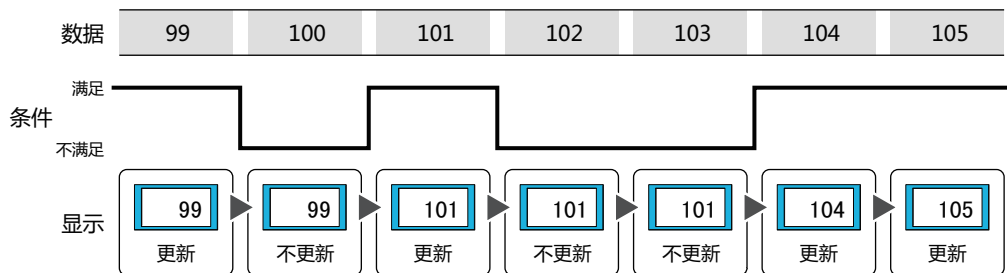 数据 99 100 101 102 103 104 105
满足
条件
不满足
显示 99 99 101 101 101 104 105
更新 不更新 更新 不更新 不更新 更新 更新